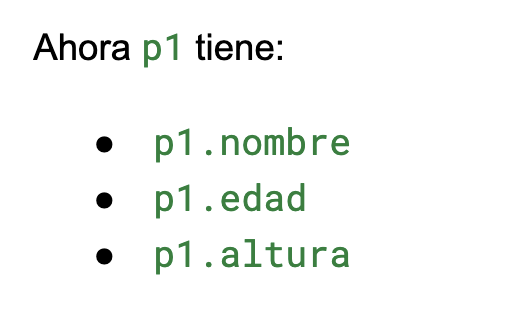 Ahora p1 tiene:
● p1.nombre
● p1.edad
● p1.altura